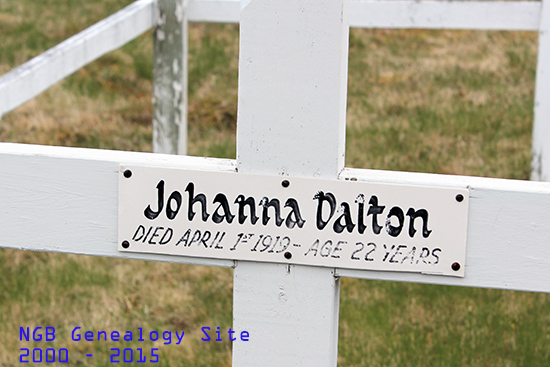 Johanna Dalton
DIED APRIL 1ST 1919 - AGE 22 YEARS
NGB Genealogy Site
2000 - 2015